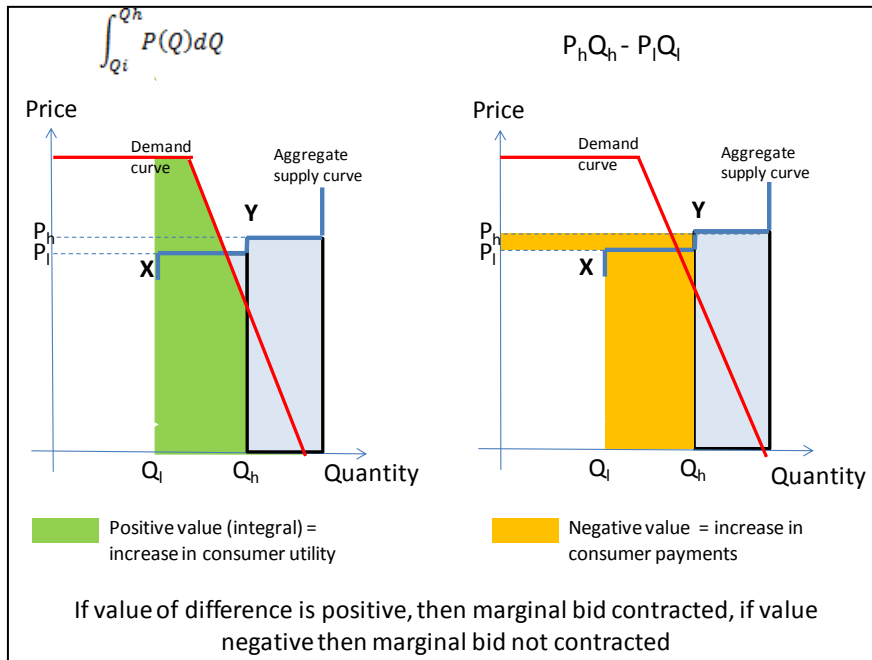 ∫_{Qi}^{Qh} P(Q)dQ
PₕQₕ - PₗQₗ
Price
Demand
curve
Aggregate
supply curve
Y
Pₕ
Pₗ
X
Qₗ
Qₕ
Quantity
Price
Demand
curve
Aggregate
supply curve
Y
Pₕ
Pₗ
X
Qₗ
Qₕ
Quantity
Positive value (integral) =
increase in consumer utility
Negative value = increase in
consumer payments
If value of difference is positive, then marginal bid contracted, if value
negative then marginal bid not contracted